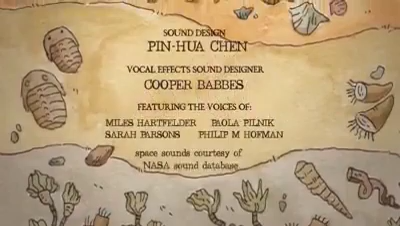 SOUND DESIGN
PIN-HUA CHEN
VOCAL EFFECTS SOUND DESIGNER
COOPER BABBES
FEATURING THE VOICES OF:
MILES HARTFELDER PAOLA PILNIK
SARAH PARSONS PHILIP M HOFMAN
space sounds courtesy of
NASA sound database